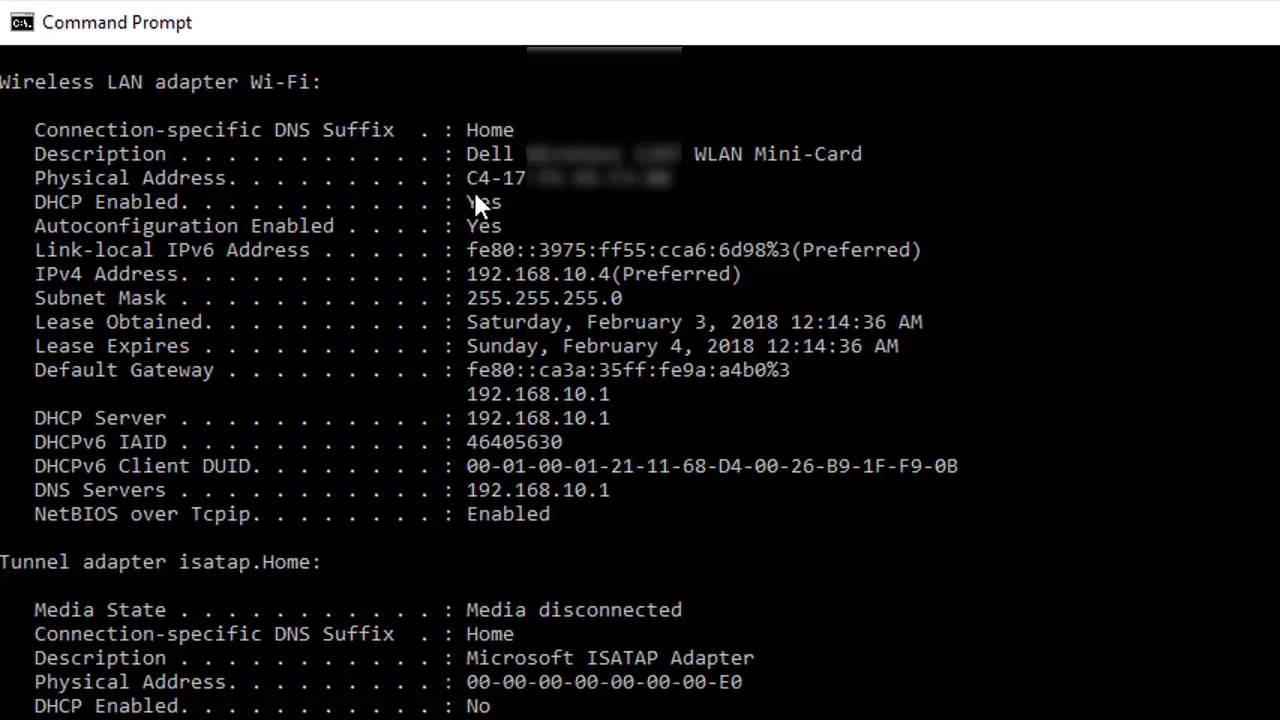 Command Prompt
Wireless LAN adapter Wi-Fi:
Connection-specific DNS Suffix  . : Home
Description . . . . . . . . . . . : Dell WLAN Mini-Card
Physical Address. . . . . . . . . : C4-17
DHCP Enabled. . . . . . . . . . . : Yes
Autoconfiguration Enabled . . . . : Yes
Link-local IPv6 Address . . . . . : fe80::3975:ff55:cca6:6d98%3(Preferred)
IPv4 Address. . . . . . . . . . . : 192.168.10.4(Preferred)
Subnet Mask . . . . . . . . . . . : 255.255.255.0
Lease Obtained. . . . . . . . . . : Saturday, February 3, 2018 12:14:36 AM
Lease Expires . . . . . . . . . . : Sunday, February 4, 2018 12:14:36 AM
Default Gateway . . . . . . . . . : fe80::ca3a:35ff:fe9a:a4b0%3
192.168.10.1
DHCP Server . . . . . . . . . . . : 192.168.10.1
DHCPv6 IAID . . . . . . . . . . . : 46405630
DHCPv6 Client DUID. . . . . . . . : 00-01-00-01-21-11-68-D4-00-26-B9-1F-F9-0B
DNS Servers . . . . . . . . . . . : 192.168.10.1
NetBIOS over Tcpip. . . . . . . . : Enabled
Tunnel adapter isatap.Home:
Media State . . . . . . . . . . . : Media disconnected
Connection-specific DNS Suffix  . : Home
Description . . . . . . . . . . . : Microsoft ISATAP Adapter
Physical Address. . . . . . . . . : 00-00-00-00-00-00-00-E0
DHCP Enabled. . . . . . . . . . . : No